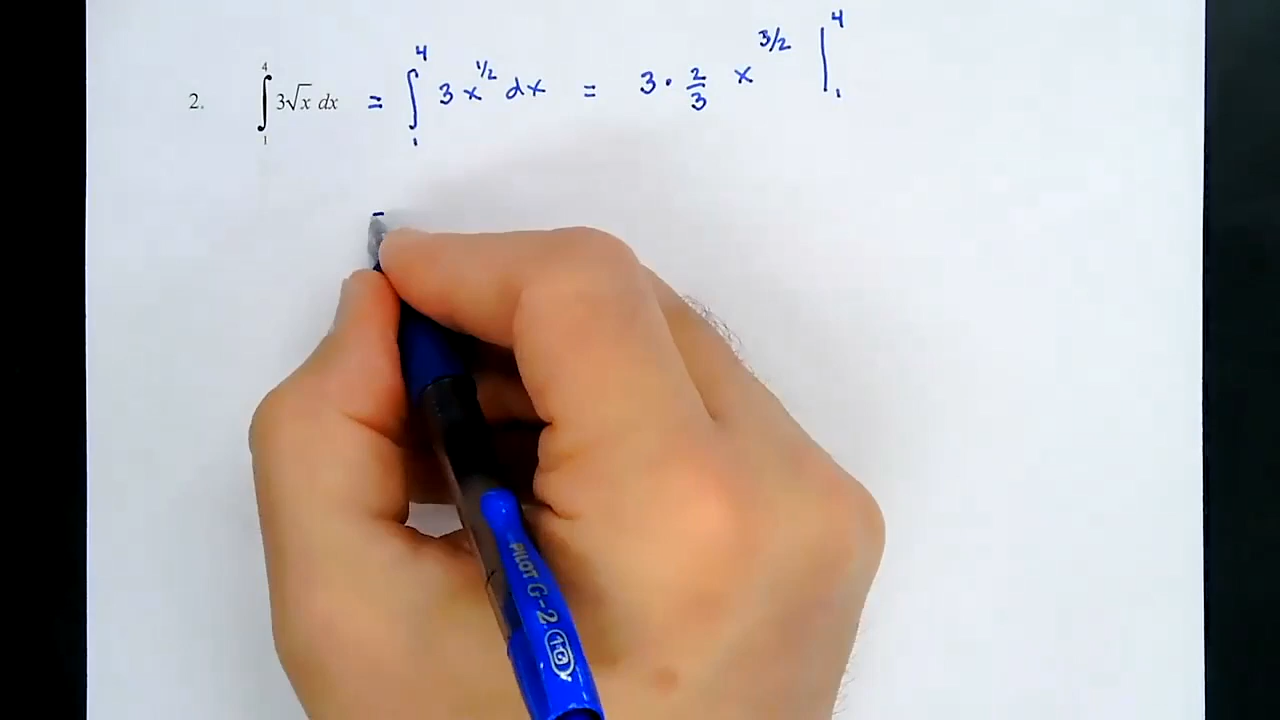 2. ∫₁⁴ 3√x dx = ∫₁⁴ 3 x^1/2 dx = 3 · 2/3 x^3/2 |₁⁴
PILOT G-2 10